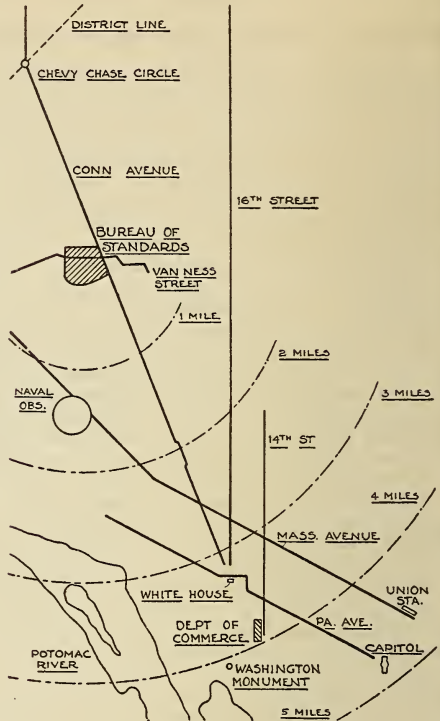 DISTRICT LINE
CHEVY CHASE CIRCLE
CONN AVENUE
16TH STREET
BUREAU OF
STANDARDS
VAN NESS
STREET
1 MILE
2 MILES
NAVAL
OBS.
3 MILES
14TH ST
4 MILES
MASS. AVENUE
WHITE HOUSE
UNION
STA.
DEPT OF
COMMERCE
PA. AVE.
CAPITOL
POTOMAC
RIVER
WASHINGTON
MONUMENT
5 MILES